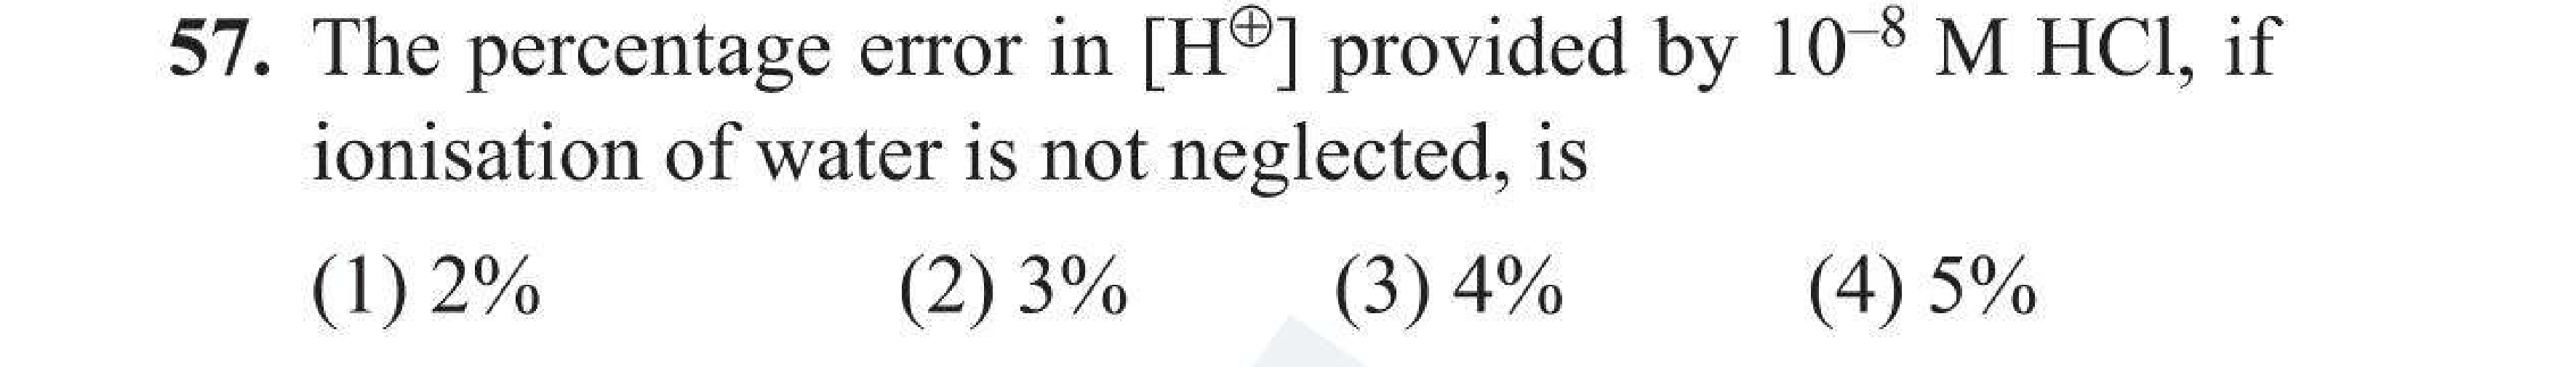 57. The percentage error in [H⊕] provided by 10⁻⁸ M HCl, if
ionisation of water is not neglected, is
(1) 2% (2) 3% (3) 4% (4) 5%